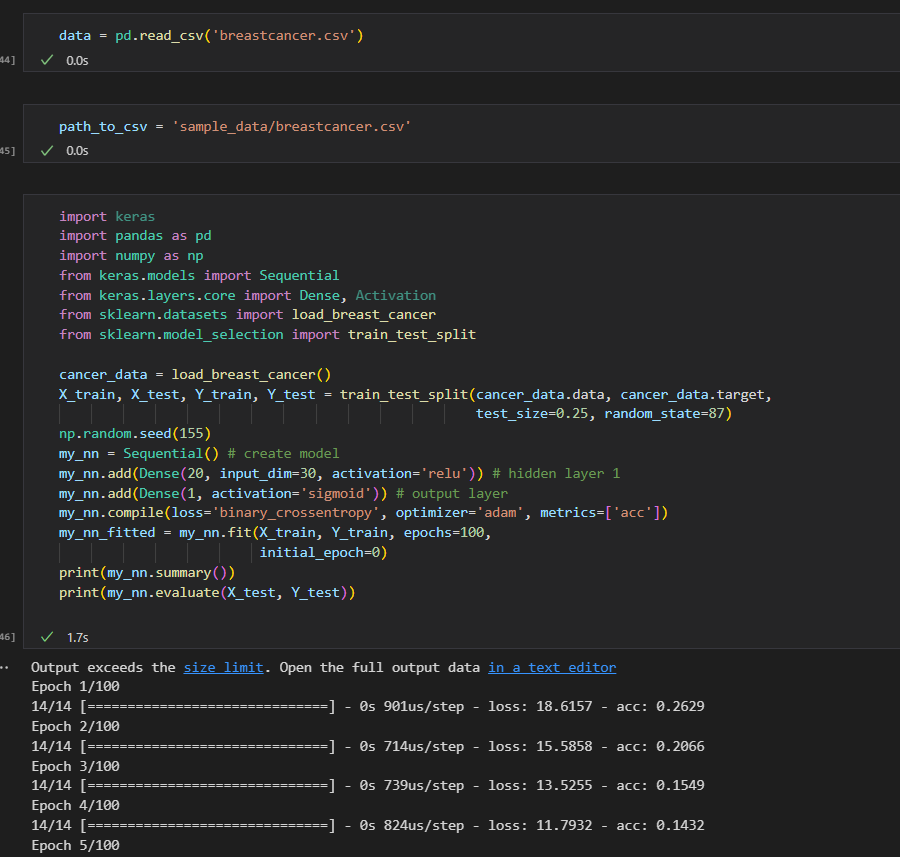 data = pd.read_csv('breastcancer.csv')
44] ✓ 0.0s
path_to_csv = 'sample_data/breastcancer.csv'
45] ✓ 0.0s
import keras
import pandas as pd
import numpy as np
from keras.models import Sequential
from keras.layers.core import Dense, Activation
from sklearn.datasets import load_breast_cancer
from sklearn.model_selection import train_test_split
cancer_data = load_breast_cancer()
X_train, X_test, Y_train, Y_test = train_test_split(cancer_data.data, cancer_data.target,
test_size=0.25, random_state=87)
np.random.seed(155)
my_nn = Sequential() # create model
my_nn.add(Dense(20, input_dim=30, activation='relu')) # hidden layer 1
my_nn.add(Dense(1, activation='sigmoid')) # output layer
my_nn.compile(loss='binary_crossentropy', optimizer='adam', metrics=['acc'])
my_nn_fitted = my_nn.fit(X_train, Y_train, epochs=100,
initial_epoch=0)
print(my_nn.summary())
print(my_nn.evaluate(X_test, Y_test))
46] ✓ 1.7s
Output exceeds the size limit. Open the full output data in a text editor
Epoch 1/100
14/14 [==============================] - 0s 901us/step - loss: 18.6157 - acc: 0.2629
Epoch 2/100
14/14 [==============================] - 0s 714us/step - loss: 15.5858 - acc: 0.2066
Epoch 3/100
14/14 [==============================] - 0s 739us/step - loss: 13.5255 - acc: 0.1549
Epoch 4/100
14/14 [==============================] - 0s 824us/step - loss: 11.7932 - acc: 0.1432
Epoch 5/100